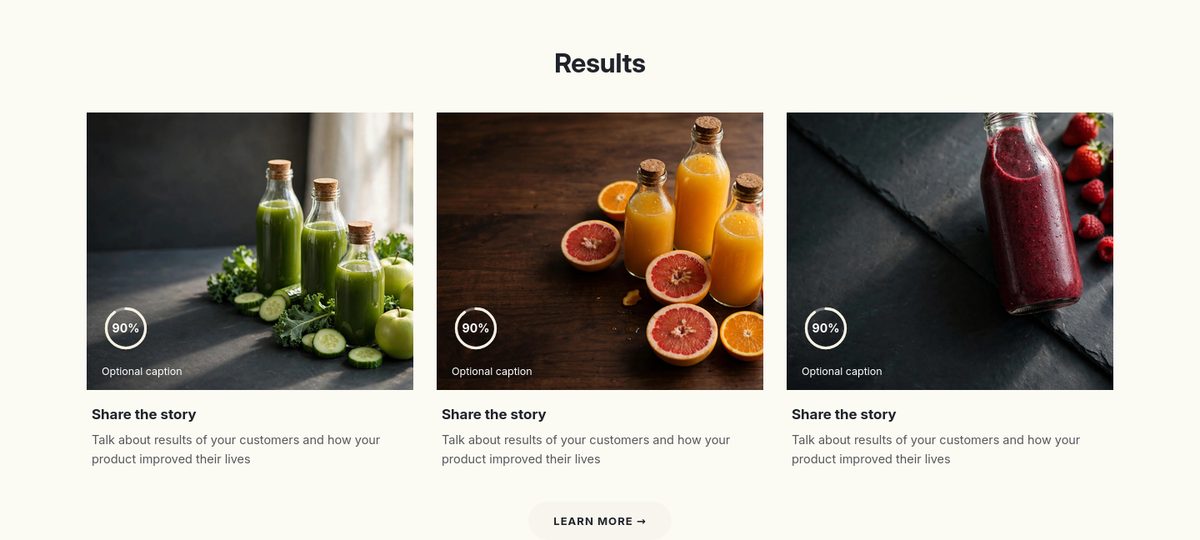 Results
90%
Optional caption
90%
Optional caption
90%
Optional caption
Share the story
Talk about results of your customers and how your
product improved their lives
Share the story
Talk about results of your customers and how your
product improved their lives
Share the story
Talk about results of your customers and how your
product improved their lives
LEARN MORE →